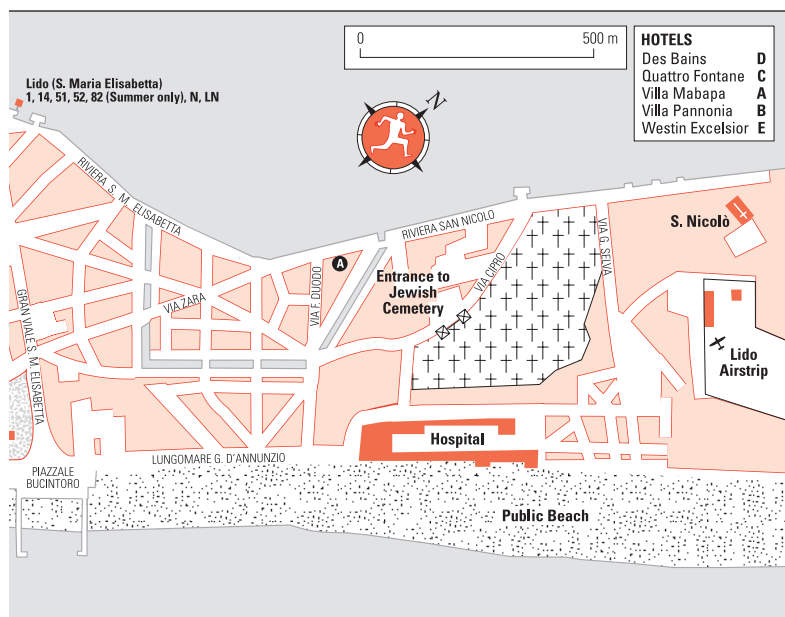 0 500 m
HOTELS
Des Bains D
Quattro Fontane C
Villa Mabapa A
Villa Pannonia B
Westin Excelsior E
Lido (S. Maria Elisabetta)
1, 14, 51, 52, 82 (Summer only), N, LN
N
RIVIERA S. M. ELISABETTA
RIVIERA SAN NICOLO
S. Nicolò
VIA G. SELVA
A
Entrance to
Jewish
Cemetery
VIA CIPRO
VIA F. DUODO
VIA ZARA
GRAN VIALE S. M. ELISABETTA
Lido
Airstrip
Hospital
LUNGOMARE G. D'ANNUNZIO
PIAZZALE
BUCINTORO
Public Beach